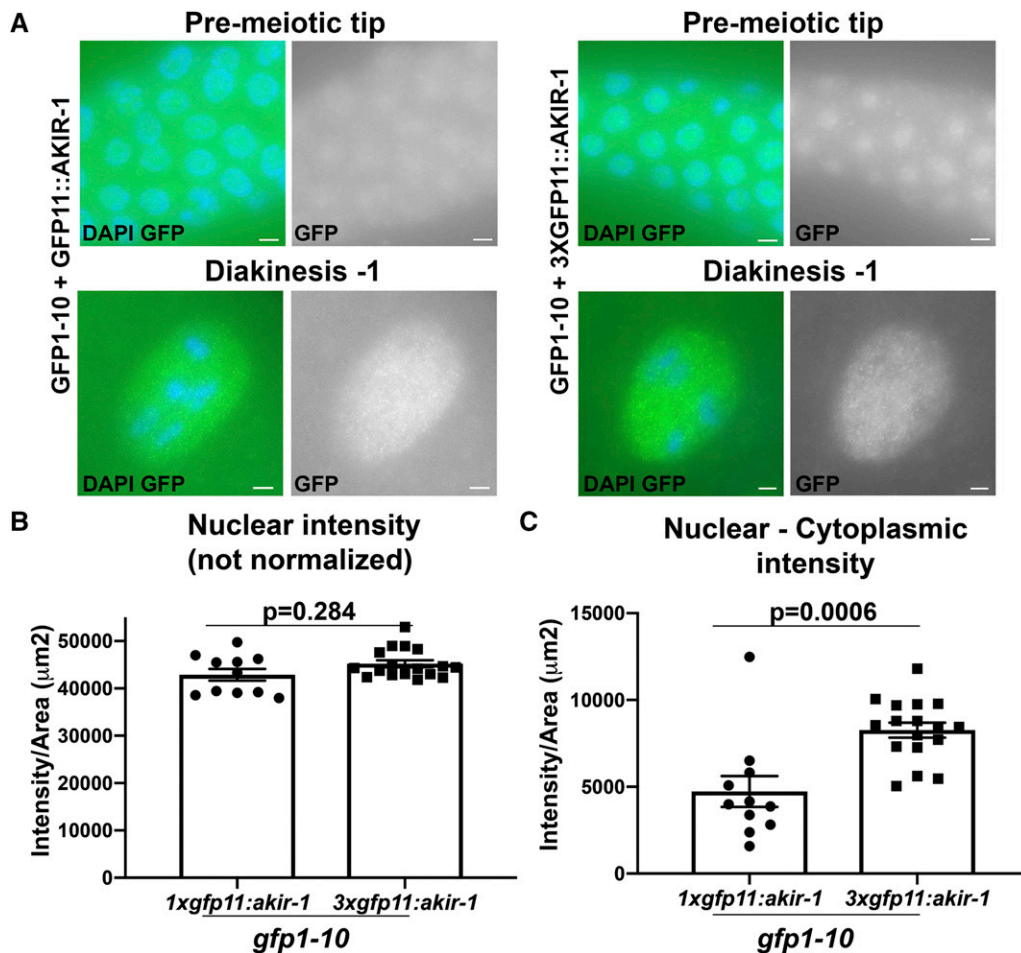 A
Pre-meiotic tip
Pre-meiotic tip
GFP1-10 + GFP11::AKIR-1
DAPI GFP
GFP
GFP1-10 + 3XGFP11::AKIR-1
DAPI GFP
GFP
Diakinesis -1
Diakinesis -1
DAPI GFP
GFP
DAPI GFP
GFP
B
Nuclear intensity
(not normalized)
p=0.284
Intensity/Area (μm2)
50000
40000
30000
20000
10000
0
1xgfp11:akir-1
3xgfp11:akir-1
gfp1-10
C
Nuclear - Cytoplasmic
intensity
p=0.0006
Intensity/Area (μm2)
15000
10000
5000
0
1xgfp11:akir-1
3xgfp11:akir-1
gfp1-10